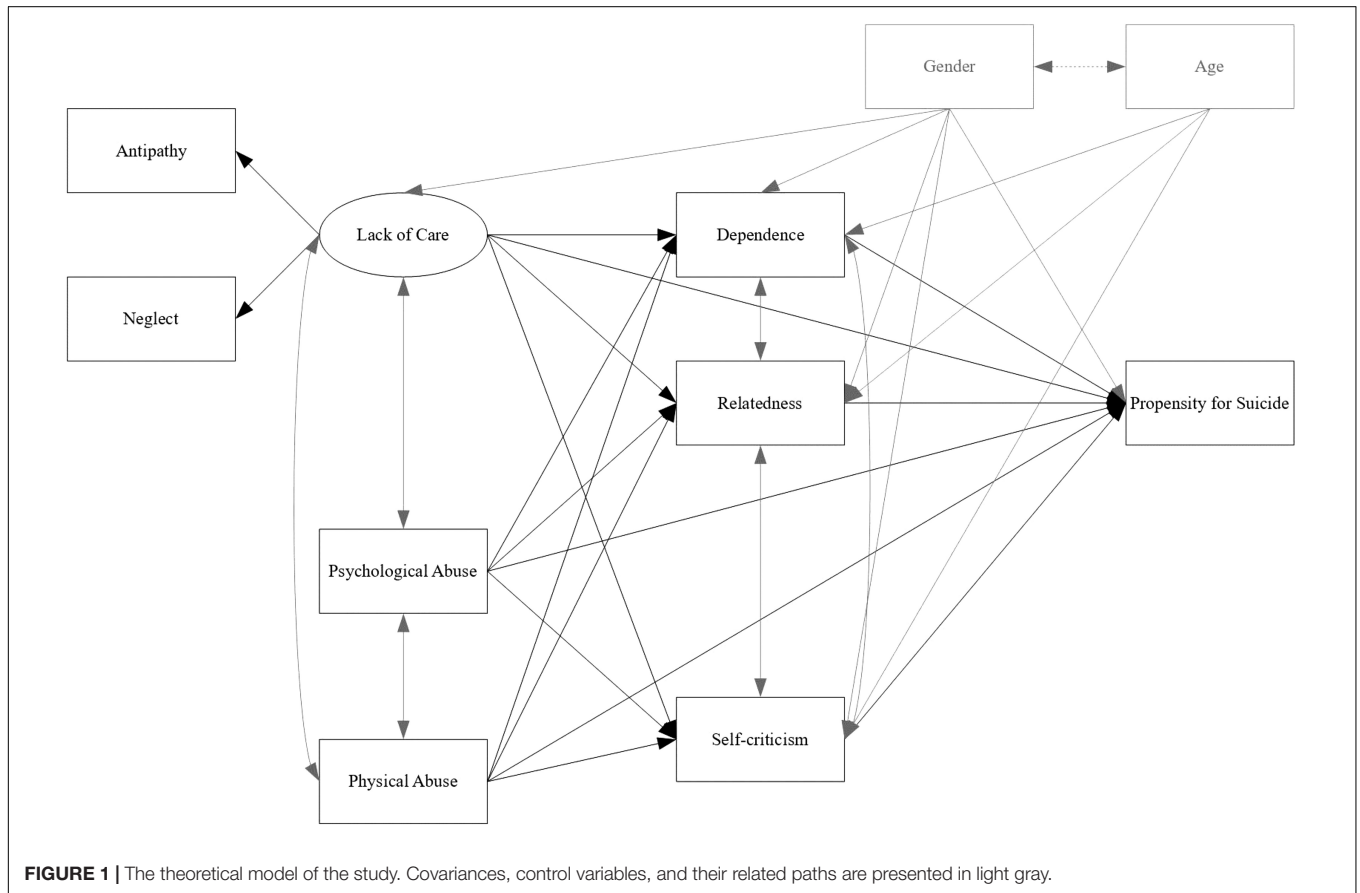 Gender
Age
Antipathy
Lack of Care
Dependence
Neglect
Relatedness
Propensity for Suicide
Psychological Abuse
Self-criticism
Physical Abuse
FIGURE 1 | The theoretical model of the study. Covariances, control variables, and their related paths are presented in light gray.